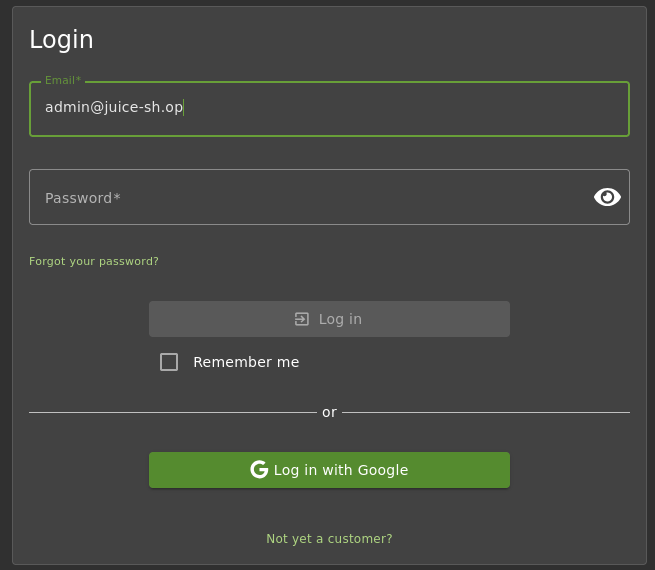 Login
Email*
admin@juice-sh.op
Password*
Forgot your password?
Log in
Remember me
or
Log in with Google
Not yet a customer?